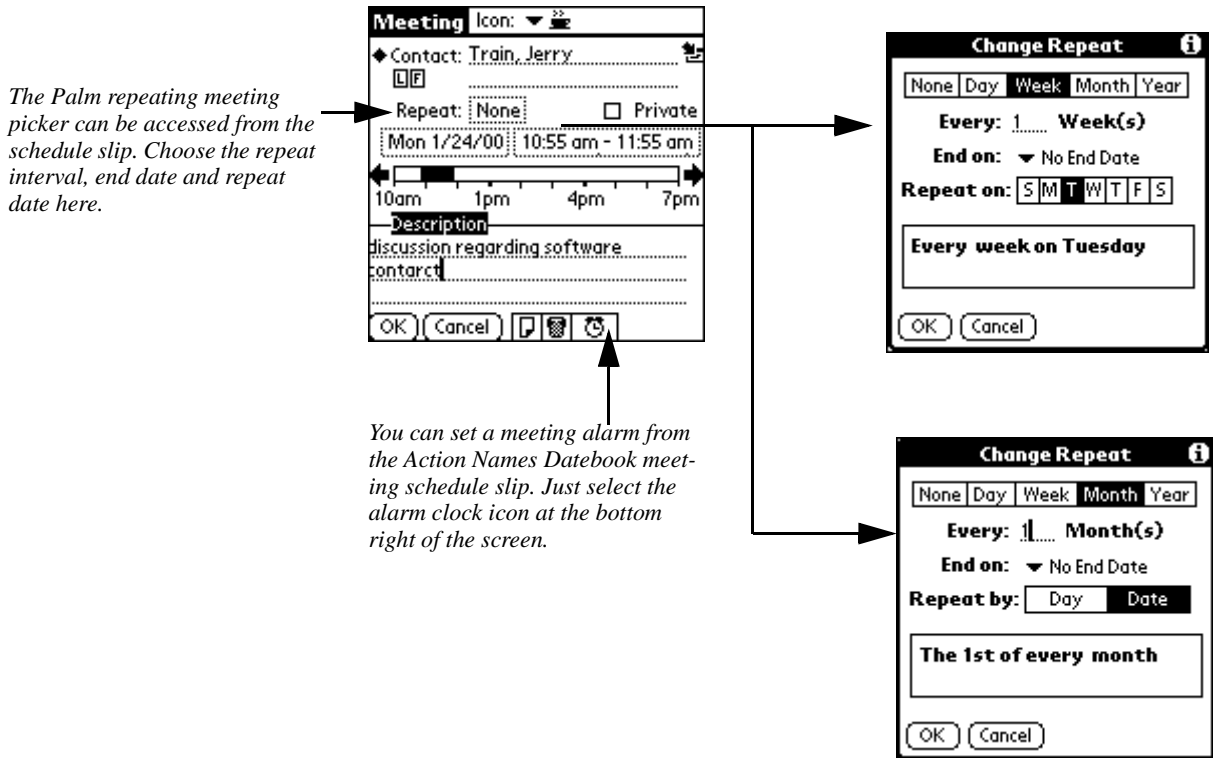 Meeting Icon:
Contact: Train, Jerry
L F
Repeat: None Private
Mon 1/24/00 10:55 am - 11:55 am
10am 1pm 4pm 7pm
Description
discussion regarding software
contarct
OK Cancel
The Palm repeating meeting
picker can be accessed from the
schedule slip. Choose the repeat
interval, end date and repeat
date here.
You can set a meeting alarm from
the Action Names Datebook meet-
ing schedule slip. Just select the
alarm clock icon at the bottom
right of the screen.
Change Repeat i
None Day Week Month Year
Every: 1 Week(s)
End on: No End Date
Repeat on: S M T W T F S
Every week on Tuesday
OK Cancel
Change Repeat i
None Day Week Month Year
Every: 1 Month(s)
End on: No End Date
Repeat by: Day Date
The 1st of every month
OK Cancel